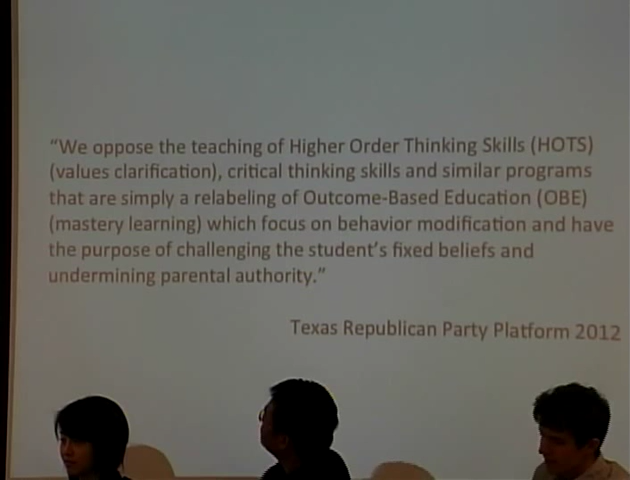 “We oppose the teaching of Higher Order Thinking Skills (HOTS)
(values clarification), critical thinking skills and similar programs
that are simply a relabeling of Outcome-Based Education (OBE)
(mastery learning) which focus on behavior modification and have
the purpose of challenging the student’s fixed beliefs and
undermining parental authority.”
Texas Republican Party Platform 2012